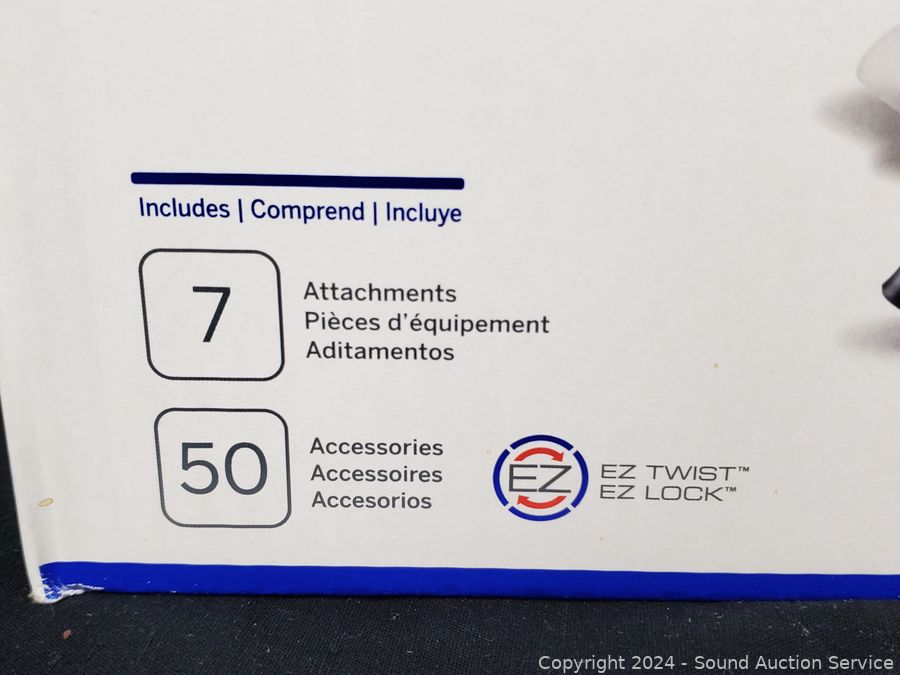 Includes | Comprend | Incluye
7
Attachments
Pièces d'équipement
Aditamentos
50
Accessories
Accessoires
Accesorios
EZ
EZ TWIST™
EZ LOCK™
Copyright 2024 - Sound Auction Service